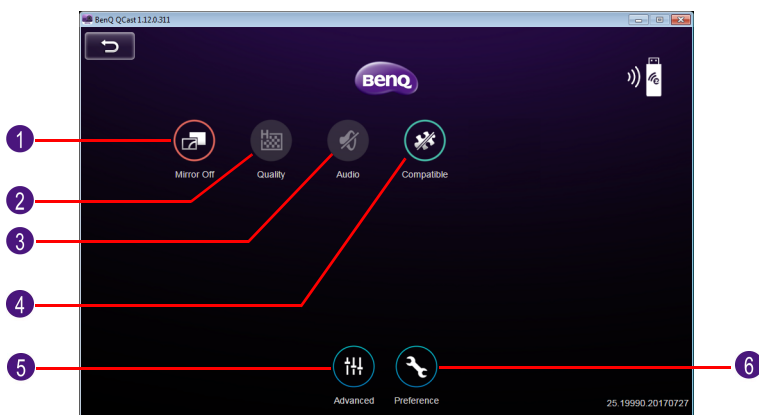 BenQ QCast 1.12.0.311
BenQ
H
e
1
Mirror Off
Quality
Audio
Compatible
2
3
4
5
6
Advanced
Preference
25.19990.20170727